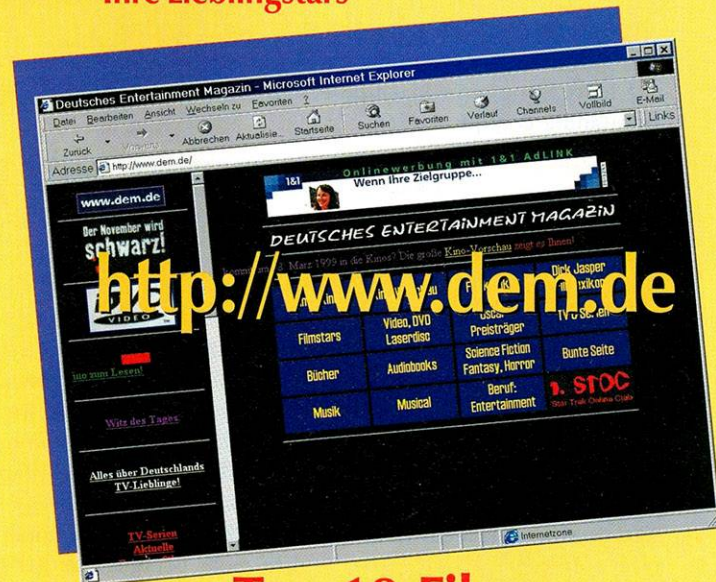 Ihre Lieblingstars
Deutsches Entertainment Magazin - Microsoft Internet Explorer
Datei Bearbeiten Ansicht Wechseln zu Favoriten ?
Zurück Abbrechen Aktualisie... Startseite Suchen Favoriten Verlauf Channels Vollbild E-Mail
Adresse http://www.dem.de/ Links
Onlinewerbung mit 1&1 AdLINK
1&1 Wenn Ihre Zielgruppe...
www.dem.de
Der November wird
schwarz!
VIDEO
DEUTSCHES ENTERTAINMENT MAGAZIN
März 1999 in die Kinos? Die große Kino-Vorschau zeigt es Ihnen!
http://www.dem.de
Dirk Jasper
Filmstars
Video, DVD
Laserdisc
Oscar
Preisträger
TV & Serien
Bücher
Audiobooks
Science Fiction
Fantasy, Horror
Bunte Seite
Musik
Musical
Beruf:
Entertainment
1. STOC
Star Trek Online Club
zum Lesen!
Witz des Tages
Alles über Deutschlands
TV-Lieblinge!
TV-Serien
Aktuelle
Internetzone
Top 10 Fil